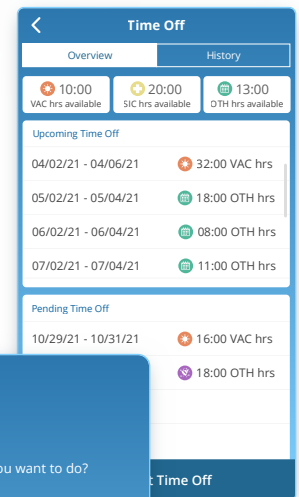 Time Off
Overview History
10:00 20:00 13:00
VAC hrs available SIC hrs available OTH hrs available
Upcoming Time Off
04/02/21 - 04/06/21 32:00 VAC hrs
05/02/21 - 05/04/21 18:00 OTH hrs
06/02/21 - 06/04/21 08:00 OTH hrs
07/02/21 - 07/04/21 11:00 OTH hrs
Pending Time Off
10/29/21 - 10/31/21 16:00 VAC hrs
18:00 OTH hrs
want to do?
Time Off